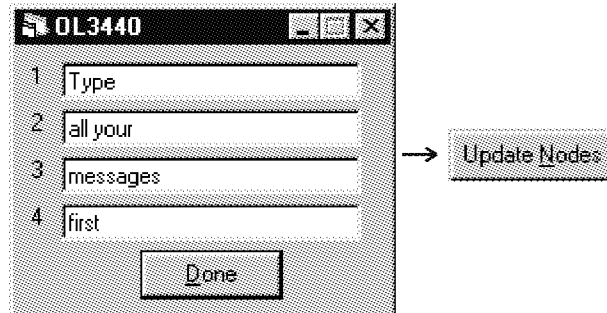 OL3440
1 Type
2 all your
3 messages
4 first
Done
Update Nodes